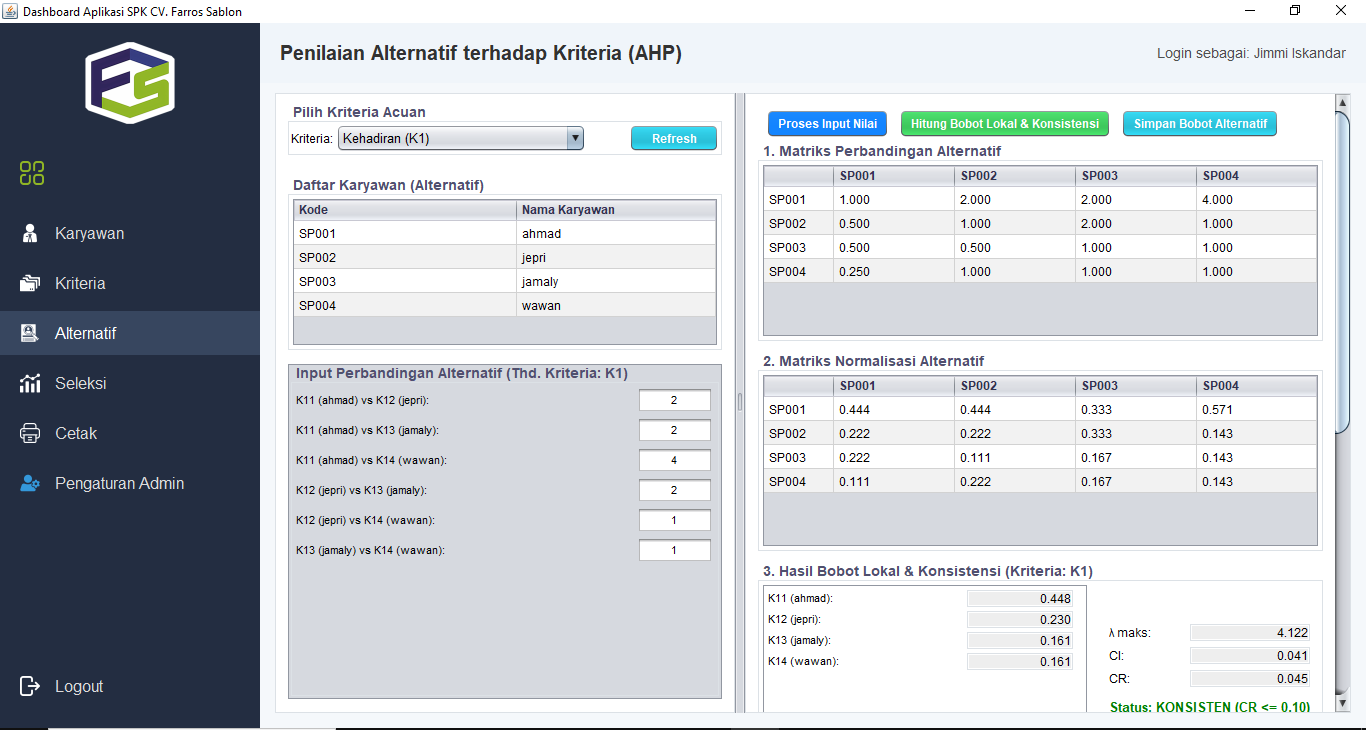 Dashboard Aplikasi SPK CV. Farros Sablon
Penilaian Alternatif terhadap Kriteria (AHP)
Login sebagai: Jimmi Iskandar
FS
Karyawan
Kriteria
Alternatif
Seleksi
Cetak
Pengaturan Admin
Logout
Pilih Kriteria Acuan
Kriteria: Kehadiran (K1) Refresh
Daftar Karyawan (Alternatif)
Kode Nama Karyawan
SP001 ahmad
SP002 jepri
SP003 jamaly
SP004 wawan
Input Perbandingan Alternatif (Thd. Kriteria: K1)
K11 (ahmad) vs K12 (jepri): 2
K11 (ahmad) vs K13 (jamaly): 2
K11 (ahmad) vs K14 (wawan): 4
K12 (jepri) vs K13 (jamaly): 2
K12 (jepri) vs K14 (wawan): 1
K13 (jamaly) vs K14 (wawan): 1
Proses Input Nilai Hitung Bobot Lokal & Konsistensi Simpan Bobot Alternatif
1. Matriks Perbandingan Alternatif
SP001 SP002 SP003 SP004
SP001 1.000 2.000 2.000 4.000
SP002 0.500 1.000 2.000 1.000
SP003 0.500 0.500 1.000 1.000
SP004 0.250 1.000 1.000 1.000
2. Matriks Normalisasi Alternatif
SP001 SP002 SP003 SP004
SP001 0.444 0.444 0.333 0.571
SP002 0.222 0.222 0.333 0.143
SP003 0.222 0.111 0.167 0.143
SP004 0.111 0.222 0.167 0.143
3. Hasil Bobot Lokal & Konsistensi (Kriteria: K1)
K11 (ahmad): 0.448
K12 (jepri): 0.230
K13 (jamaly): 0.161
K14 (wawan): 0.161
λ maks: 4.122
CI: 0.041
CR: 0.045
Status: KONSISTEN (CR <= 0.10)